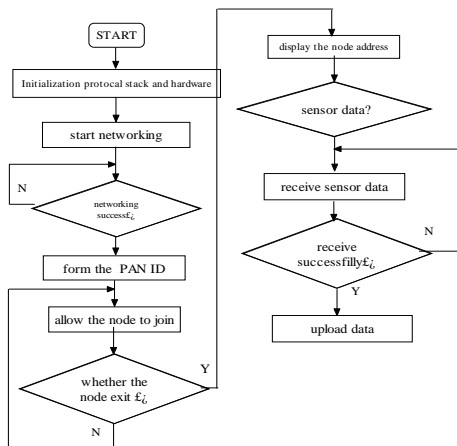 START
Initialization protocal stack and hardware
start networking
N
networking
success£¿
form the PAN ID
allow the node to join
whether the
node exit £¿
Y
N
display the node address
sensor data?
receive sensor data
receive
successfilly£¿
N
Y
upload data